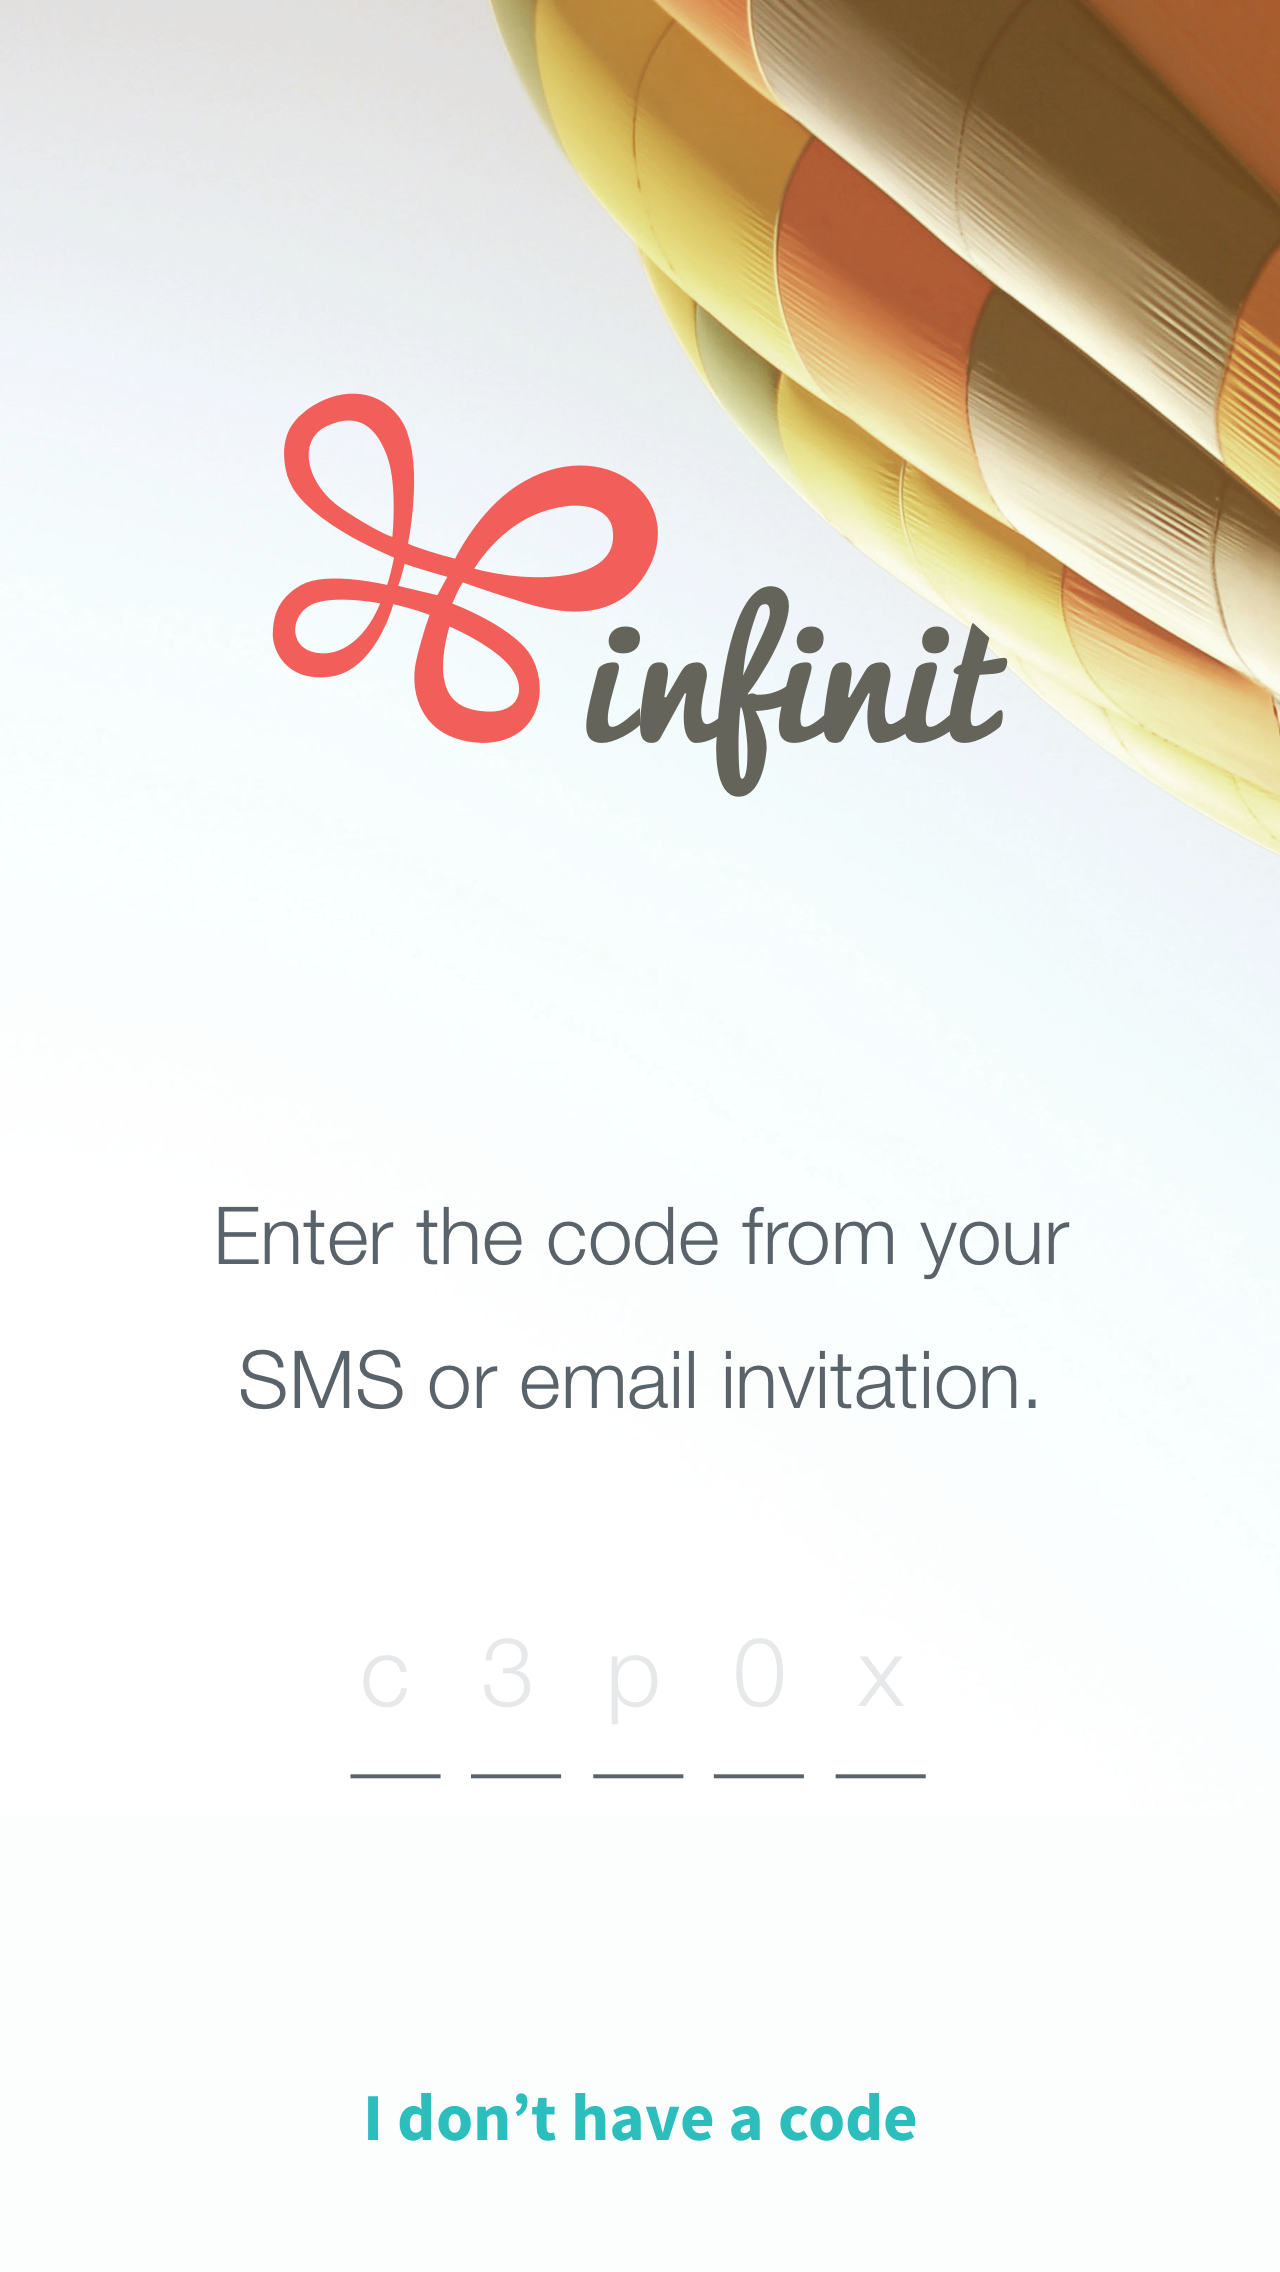 infinit
Enter the code from your
SMS or email invitation.
c 3 p 0 x
I don’t have a code